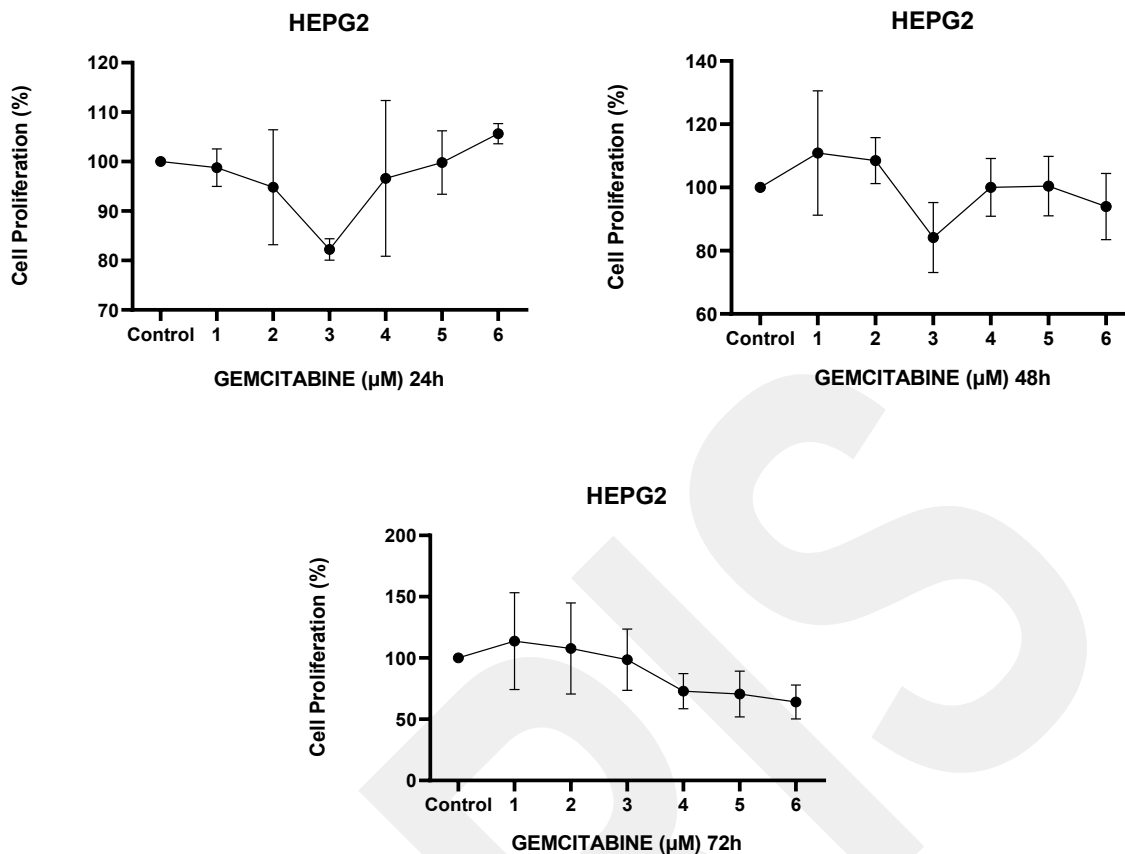 HEPG2
Cell Proliferation (%)
120
110
100
90
80
70
Control 1 2 3 4 5 6
GEMCITABINE (µM) 24h
HEPG2
Cell Proliferation (%)
140
120
100
80
60
Control 1 2 3 4 5 6
GEMCITABINE (µM) 48h
HEPG2
Cell Proliferation (%)
200
150
100
50
0
Control 1 2 3 4 5 6
GEMCITABINE (µM) 72h